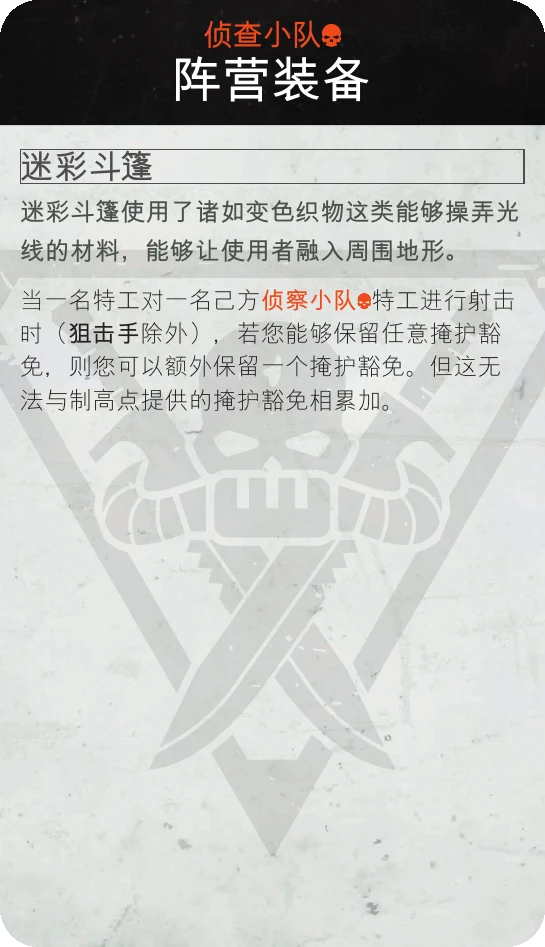 侦查小队
阵营装备
迷彩斗篷
迷彩斗篷使用了诸如变色织物这类能够操弄光
线的材料，能够让使用者融入周围地形。
当一名特工对一名己方侦察小队特工进行射击
时（狙击手除外），若您能够保留任意掩护豁
免，则您可以额外保留一个掩护豁免。但这无
法与制高点提供的掩护豁免相累加。